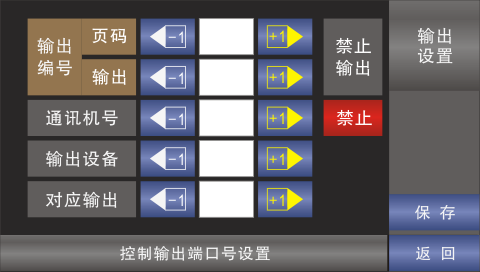 输出编号
页码
-1
+1
禁止输出
输出设置
输出
-1
+1
通讯机号
-1
+1
禁止
输出设备
-1
+1
对应输出
-1
+1
保 存
控制输出端口号设置
返 回